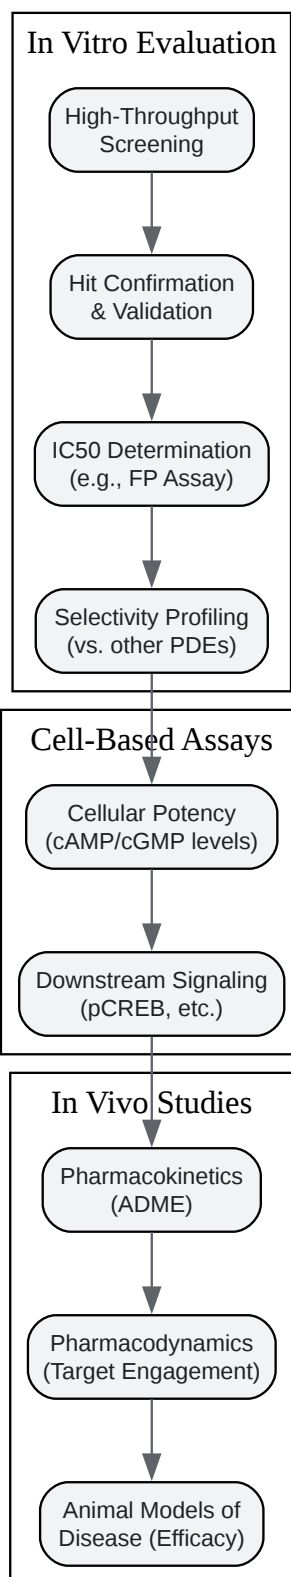 In Vitro Evaluation
High-Throughput
Screening
Hit Confirmation
& Validation
IC50 Determination
(e.g., FP Assay)
Selectivity Profiling
(vs. other PDEs)
Cell-Based Assays
Cellular Potency
(cAMP/cGMP levels)
Downstream Signaling
(pCREB, etc.)
In Vivo Studies
Pharmacokinetics
(ADME)
Pharmacodynamics
(Target Engagement)
Animal Models of
Disease (Efficacy)